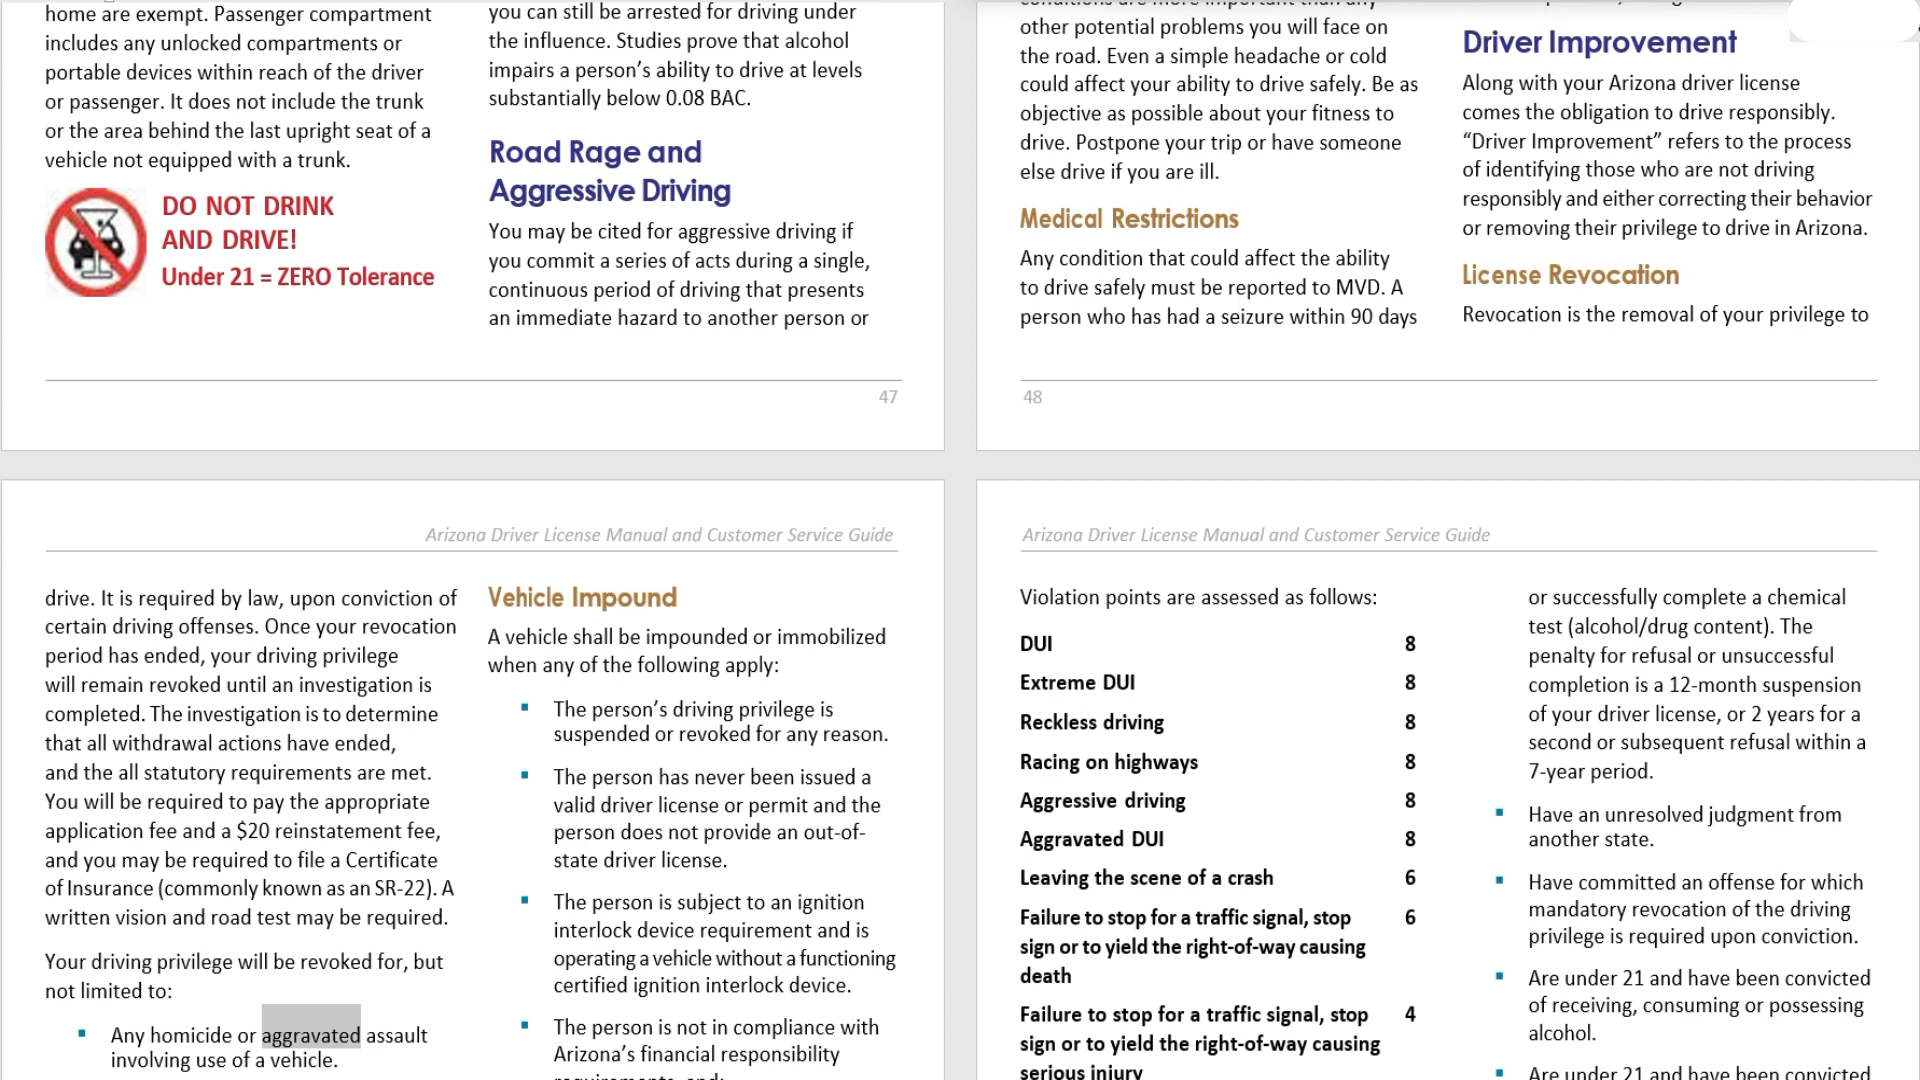 home are exempt. Passenger compartment
includes any unlocked compartments or
portable devices within reach of the driver
or passenger. It does not include the trunk
or the area behind the last upright seat of a
vehicle not equipped with a trunk.
DO NOT DRINK
AND DRIVE!
Under 21 = ZERO Tolerance
you can still be arrested for driving under
the influence. Studies prove that alcohol
impairs a person’s ability to drive at levels
substantially below 0.08 BAC.
Road Rage and
Aggressive Driving
You may be cited for aggressive driving if
you commit a series of acts during a single,
continuous period of driving that presents
an immediate hazard to another person or
47
conditions are more important than any
other potential problems you will face on
the road. Even a simple headache or cold
could affect your ability to drive safely. Be as
objective as possible about your fitness to
drive. Postpone your trip or have someone
else drive if you are ill.
Medical Restrictions
Any condition that could affect the ability
to drive safely must be reported to MVD. A
person who has had a seizure within 90 days
Driver Improvement
Along with your Arizona driver license
comes the obligation to drive responsibly.
“Driver Improvement” refers to the process
of identifying those who are not driving
responsibly and either correcting their behavior
or removing their privilege to drive in Arizona.
License Revocation
Revocation is the removal of your privilege to
48
Arizona Driver License Manual and Customer Service Guide
drive. It is required by law, upon conviction of
certain driving offenses. Once your revocation
period has ended, your driving privilege
will remain revoked until an investigation is
completed. The investigation is to determine
that all withdrawal actions have ended,
and the all statutory requirements are met.
You will be required to pay the appropriate
application fee and a $20 reinstatement fee,
and you may be required to file a Certificate
of Insurance (commonly known as an SR-22). A
written vision and road test may be required.
Your driving privilege will be revoked for, but
not limited to:
Any homicide or aggravated assault
involving use of a vehicle.
Vehicle Impound
A vehicle shall be impounded or immobilized
when any of the following apply:
The person’s driving privilege is
suspended or revoked for any reason.
The person has never been issued a
valid driver license or permit and the
person does not provide an out-of-
state driver license.
The person is subject to an ignition
interlock device requirement and is
operating a vehicle without a functioning
certified ignition interlock device.
The person is not in compliance with
Arizona’s financial responsibility
Arizona Driver License Manual and Customer Service Guide
Violation points are assessed as follows:
DUI 8
Extreme DUI 8
Reckless driving 8
Racing on highways 8
Aggressive driving 8
Aggravated DUI 8
Leaving the scene of a crash 6
Failure to stop for a traffic signal, stop 6
sign or to yield the right-of-way causing
death
Failure to stop for a traffic signal, stop 4
sign or to yield the right-of-way causing
serious injury
or successfully complete a chemical
test (alcohol/drug content). The
penalty for refusal or unsuccessful
completion is a 12-month suspension
of your driver license, or 2 years for a
second or subsequent refusal within a
7-year period.
Have an unresolved judgment from
another state.
Have committed an offense for which
mandatory revocation of the driving
privilege is required upon conviction.
Are under 21 and have been convicted
of receiving, consuming or possessing
alcohol.
Are under 21 and have been convicted